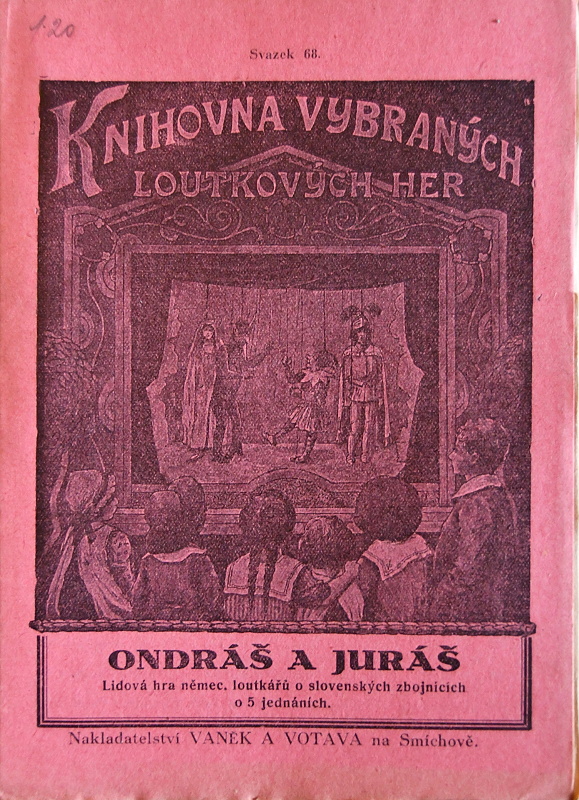 1·20
Svazek 68.
KNIHOVNA VYBRANÝCH
LOUTKOVÝCH HER
ONDRÁŠ A JURÁŠ
Lidová hra němec. loutkářů o slovenských zbojnicích
o 5 jednáních.
Nakladatelství VANĚK A VOTAVA na Smíchově.